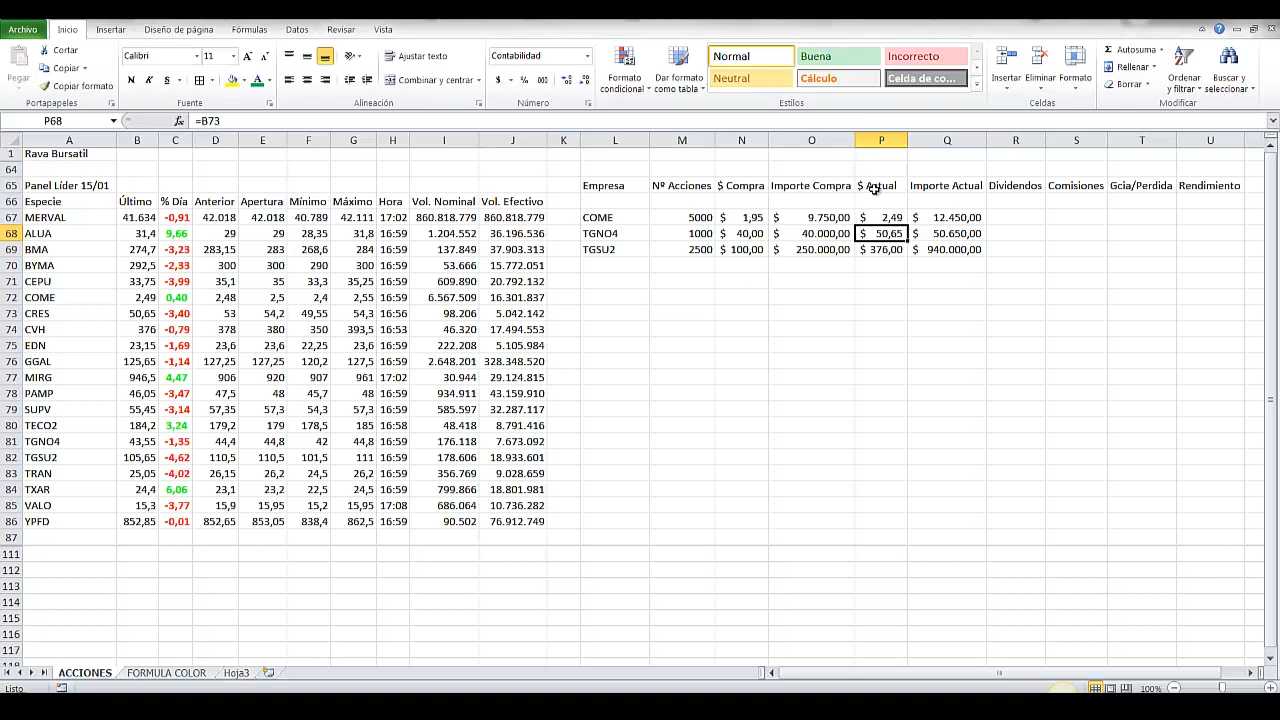 Archivo Inicio Insertar Diseño de página Fórmulas Datos Revisar Vista
Pegar Cortar Copiar Copiar formato Portapapeles
Calibri 11 N K S A Fuente
Ajustar texto Combinar y centrar Alineación
Contabilidad $ % 000 Número
Formato condicional Dar formato como tabla
Normal Buena Incorrecto
Neutral Cálculo Celda de co...
Estilos
Insertar Eliminar Formato Celdas
Autosuma Rellenar Borrar Ordenar y filtrar Buscar y seleccionar Modificar
P68 fx =B73
A B C D E F G H I J K L M N O P Q R S T U
1 Rava Bursatil
64
65 Panel Líder 15/01 Empresa Nº Acciones $ Compra Importe Compra $ Actual Importe Actual Dividendos Comisiones Gcia/Perdida Rendimiento
66 Especie Último % Día Anterior Apertura Mínimo Máximo Hora Vol. Nominal Vol. Efectivo
67 MERVAL 41.634 -0,91 42.018 42.018 40.789 42.111 17:02 860.818.779 860.818.779 COME 5000 $ 1,95 $ 9.750,00 $ 2,49 $ 12.450,00
68 ALUA 31,4 9,66 29 29 28,35 31,8 16:59 1.204.552 36.196.536 TGNO4 1000 $ 40,00 $ 40.000,00 $ 50,65 $ 50.650,00
69 BMA 274,7 -3,23 283,15 283 268,6 284 16:59 137.849 37.903.313 TGSU2 2500 $ 100,00 $ 250.000,00 $ 376,00 $ 940.000,00
70 BYMA 292,5 -2,33 300 300 290 300 16:59 53.666 15.772.051
71 CEPU 33,75 -3,99 35,1 35 33,3 35,25 16:59 609.890 20.792.132
72 COME 2,49 0,40 2,48 2,5 2,4 2,55 16:59 6.567.509 16.301.837
73 CRES 50,65 -3,40 53 54,2 49,55 54,3 16:56 98.206 5.042.142
74 CVH 376 -0,79 378 380 350 393,5 16:53 46.320 17.494.553
75 EDN 23,15 -1,69 23,6 23,6 22,25 23,6 16:59 222.208 5.105.984
76 GGAL 125,65 -1,14 127,25 127,25 120,2 127,5 16:59 2.648.201 328.348.520
77 MIRG 946,5 4,47 906 920 907 961 17:02 30.944 29.124.815
78 PAMP 46,05 -3,47 47,5 48 45,7 48 16:59 934.911 43.159.910
79 SUPV 55,45 -3,14 57,35 57,3 54,3 57,3 16:59 585.597 32.287.117
80 TECO2 184,2 3,24 179,2 179 178,5 185 16:58 48.418 8.791.416
81 TGNO4 43,55 -1,35 44,4 44,8 42 44,8 16:59 176.118 7.673.092
82 TGSU2 105,65 -4,62 110,5 110,5 101,5 111 16:59 178.606 18.933.601
83 TRAN 25,05 -4,02 26,15 26,2 24,5 26,2 16:59 356.769 9.028.659
84 TXAR 24,4 6,06 23,1 23,2 22,5 24,5 16:59 799.866 18.801.981
85 VALO 15,3 -3,77 15,9 15,95 15,2 15,95 17:08 686.064 10.736.282
86 YPFD 852,85 -0,01 852,65 853,05 838,4 862,5 16:59 90.502 76.912.749
87
111
112
113
114
115
116
117
118
ACCIONES FORMULA COLOR Hoja3
Listo 100%